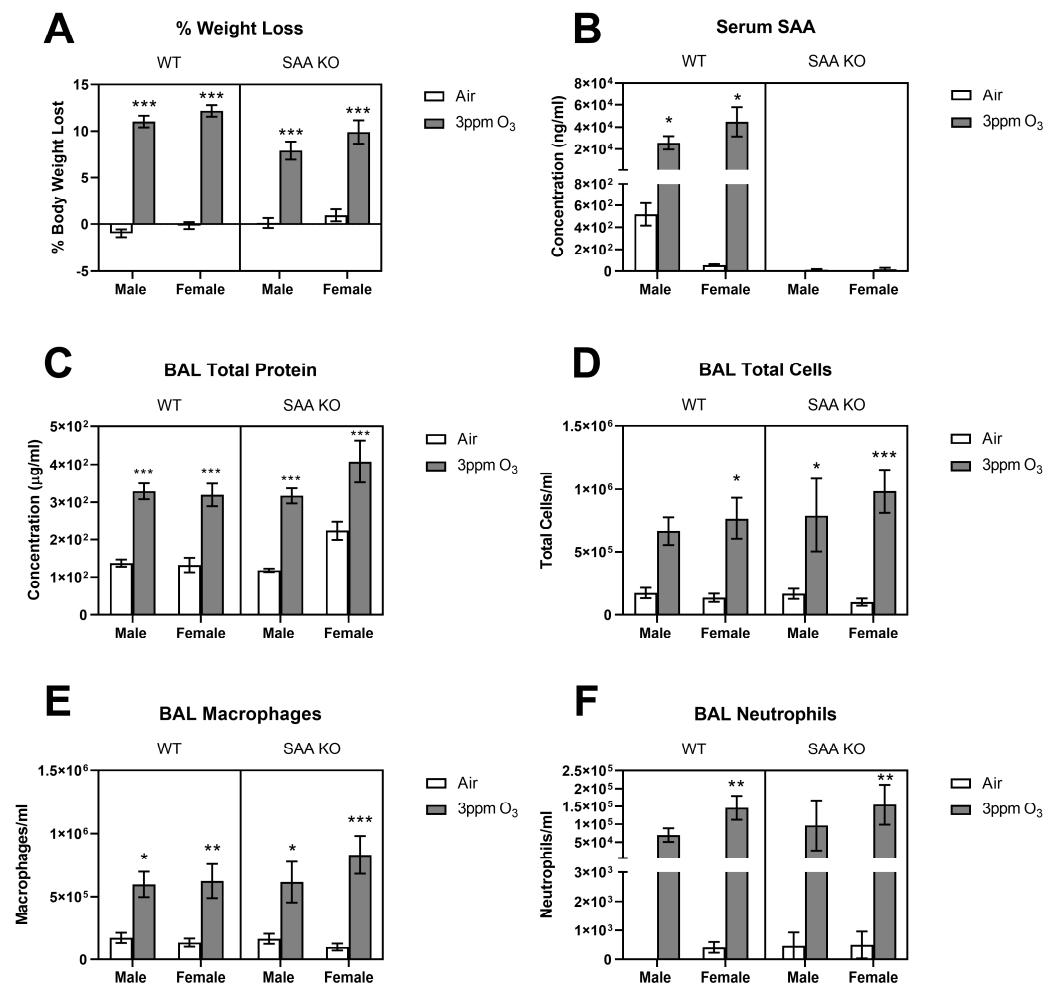 A
% Weight Loss
WT
SAA KO
% Body Weight Lost
15
10
5
0
-5
***
***
***
***
Male
Female
Male
Female
Air
3ppm O₃
B
Serum SAA
WT
SAA KO
Concentration (ng/ml)
8×10⁴
6×10⁴
4×10⁴
2×10⁴
8×10²
6×10²
4×10²
2×10²
0
*
*
Male
Female
Male
Female
Air
3ppm O₃
C
BAL Total Protein
WT
SAA KO
Concentration (µg/ml)
5×10²
4×10²
3×10²
2×10²
1×10²
0
***
***
***
***
Male
Female
Male
Female
Air
3ppm O₃
D
BAL Total Cells
WT
SAA KO
Total Cells/ml
1.5×10⁶
1×10⁶
5×10⁵
0
*
*
***
Male
Female
Male
Female
Air
3ppm O₃
E
BAL Macrophages
WT
SAA KO
Macrophages/ml
1.5×10⁶
1×10⁶
5×10⁵
0
*
**
*
***
Male
Female
Male
Female
Air
3ppm O₃
F
BAL Neutrophils
WT
SAA KO
Neutrophils/ml
2.5×10⁵
2×10⁵
1.5×10⁵
1×10⁵
5×10⁴
3×10³
2×10³
1×10³
0
**
**
Male
Female
Male
Female
Air
3ppm O₃